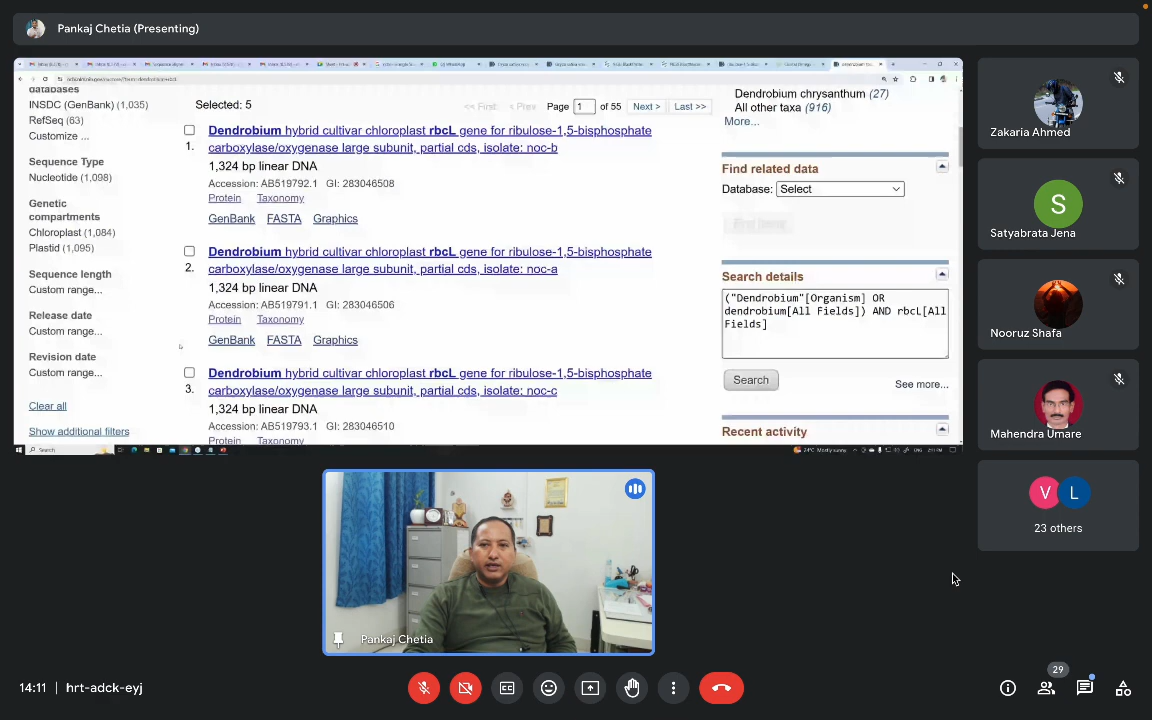 Pankaj Chetia (Presenting)
databases
INSDC (GenBank) (1,035)
RefSeq (63)
Customize ...
Sequence Type
Nucleotide (1,098)
Genetic
compartments
Chloroplast (1,084)
Plastid (1,095)
Sequence length
Custom range...
Release date
Custom range...
Revision date
Custom range...
Clear all
Show additional filters
Selected: 5
<< First < Prev Page 1 of 55 Next > Last >>
Dendrobium hybrid cultivar chloroplast rbcL gene for ribulose-1,5-bisphosphate
1. carboxylase/oxygenase large subunit, partial cds, isolate: noc-b
1,324 bp linear DNA
Accession: AB519792.1 GI: 283046508
Protein Taxonomy
GenBank FASTA Graphics
Dendrobium hybrid cultivar chloroplast rbcL gene for ribulose-1,5-bisphosphate
2. carboxylase/oxygenase large subunit, partial cds, isolate: noc-a
1,324 bp linear DNA
Accession: AB519791.1 GI: 283046506
Protein Taxonomy
GenBank FASTA Graphics
Dendrobium hybrid cultivar chloroplast rbcL gene for ribulose-1,5-bisphosphate
3. carboxylase/oxygenase large subunit, partial cds, isolate: noc-c
1,324 bp linear DNA
Accession: AB519793.1 GI: 283046510
Protein Taxonomy
Dendrobium chrysanthum (27)
All other taxa (916)
More...
Find related data
Database: Select
Find items
Search details
("Dendrobium"[Organism] OR
dendrobium[All Fields]) AND rbcL[All
Fields]
Search
See more...
Recent activity
Search
24°C Mostly sunny
Zakaria Ahmed
S
Satyabrata Jena
Nooruz Shafa
Mahendra Umare
V L
23 others
Pankaj Chetia
14:11 | hrt-adck-eyj
29